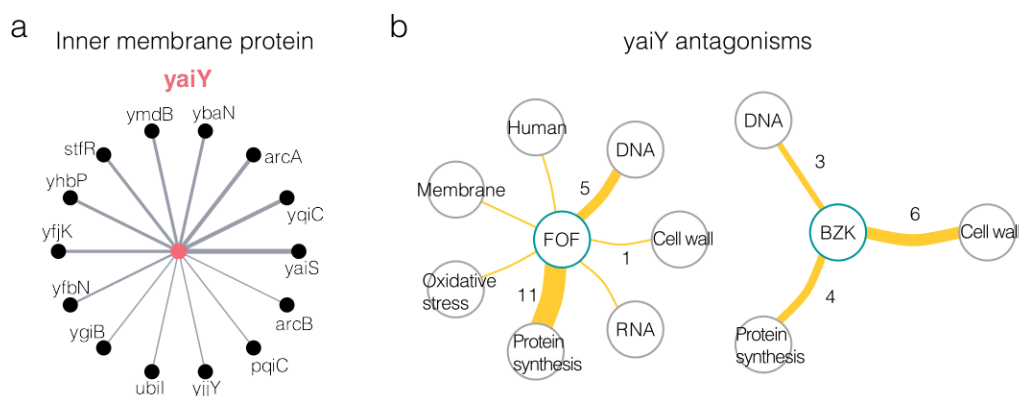 a
Inner membrane protein
yaiY
ymdB
ybaN
stfR
arcA
yhbP
yqiC
yfjK
yaiS
yfbN
arcB
ygiB
pqiC
ubiI
yjjY
b
yaiY antagonisms
Human
DNA
Membrane
5
FOF
Cell wall
1
Oxidative
stress
11
RNA
Protein
synthesis
DNA
3
BZK
6
Cell wall
4
Protein
synthesis